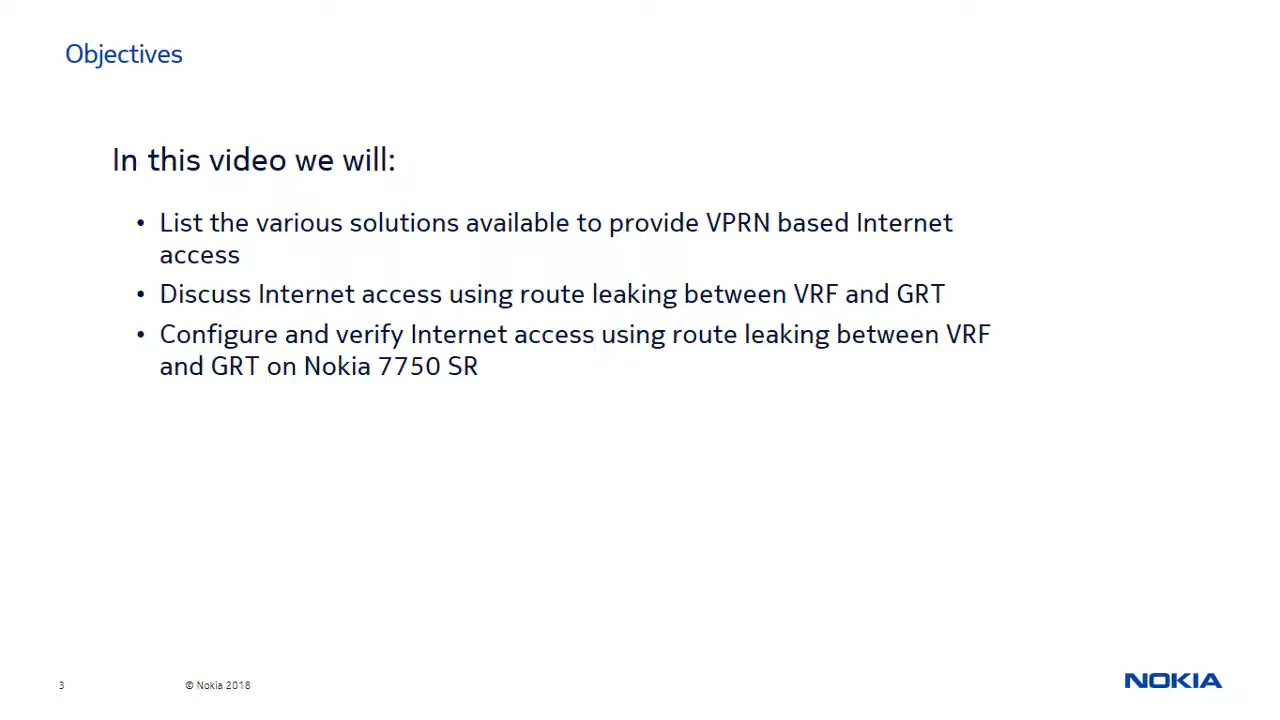 Objectives
In this video we will:
• List the various solutions available to provide VPRN based Internet
access
• Discuss Internet access using route leaking between VRF and GRT
• Configure and verify Internet access using route leaking between VRF
and GRT on Nokia 7750 SR
3 © Nokia 2018 NOKIA